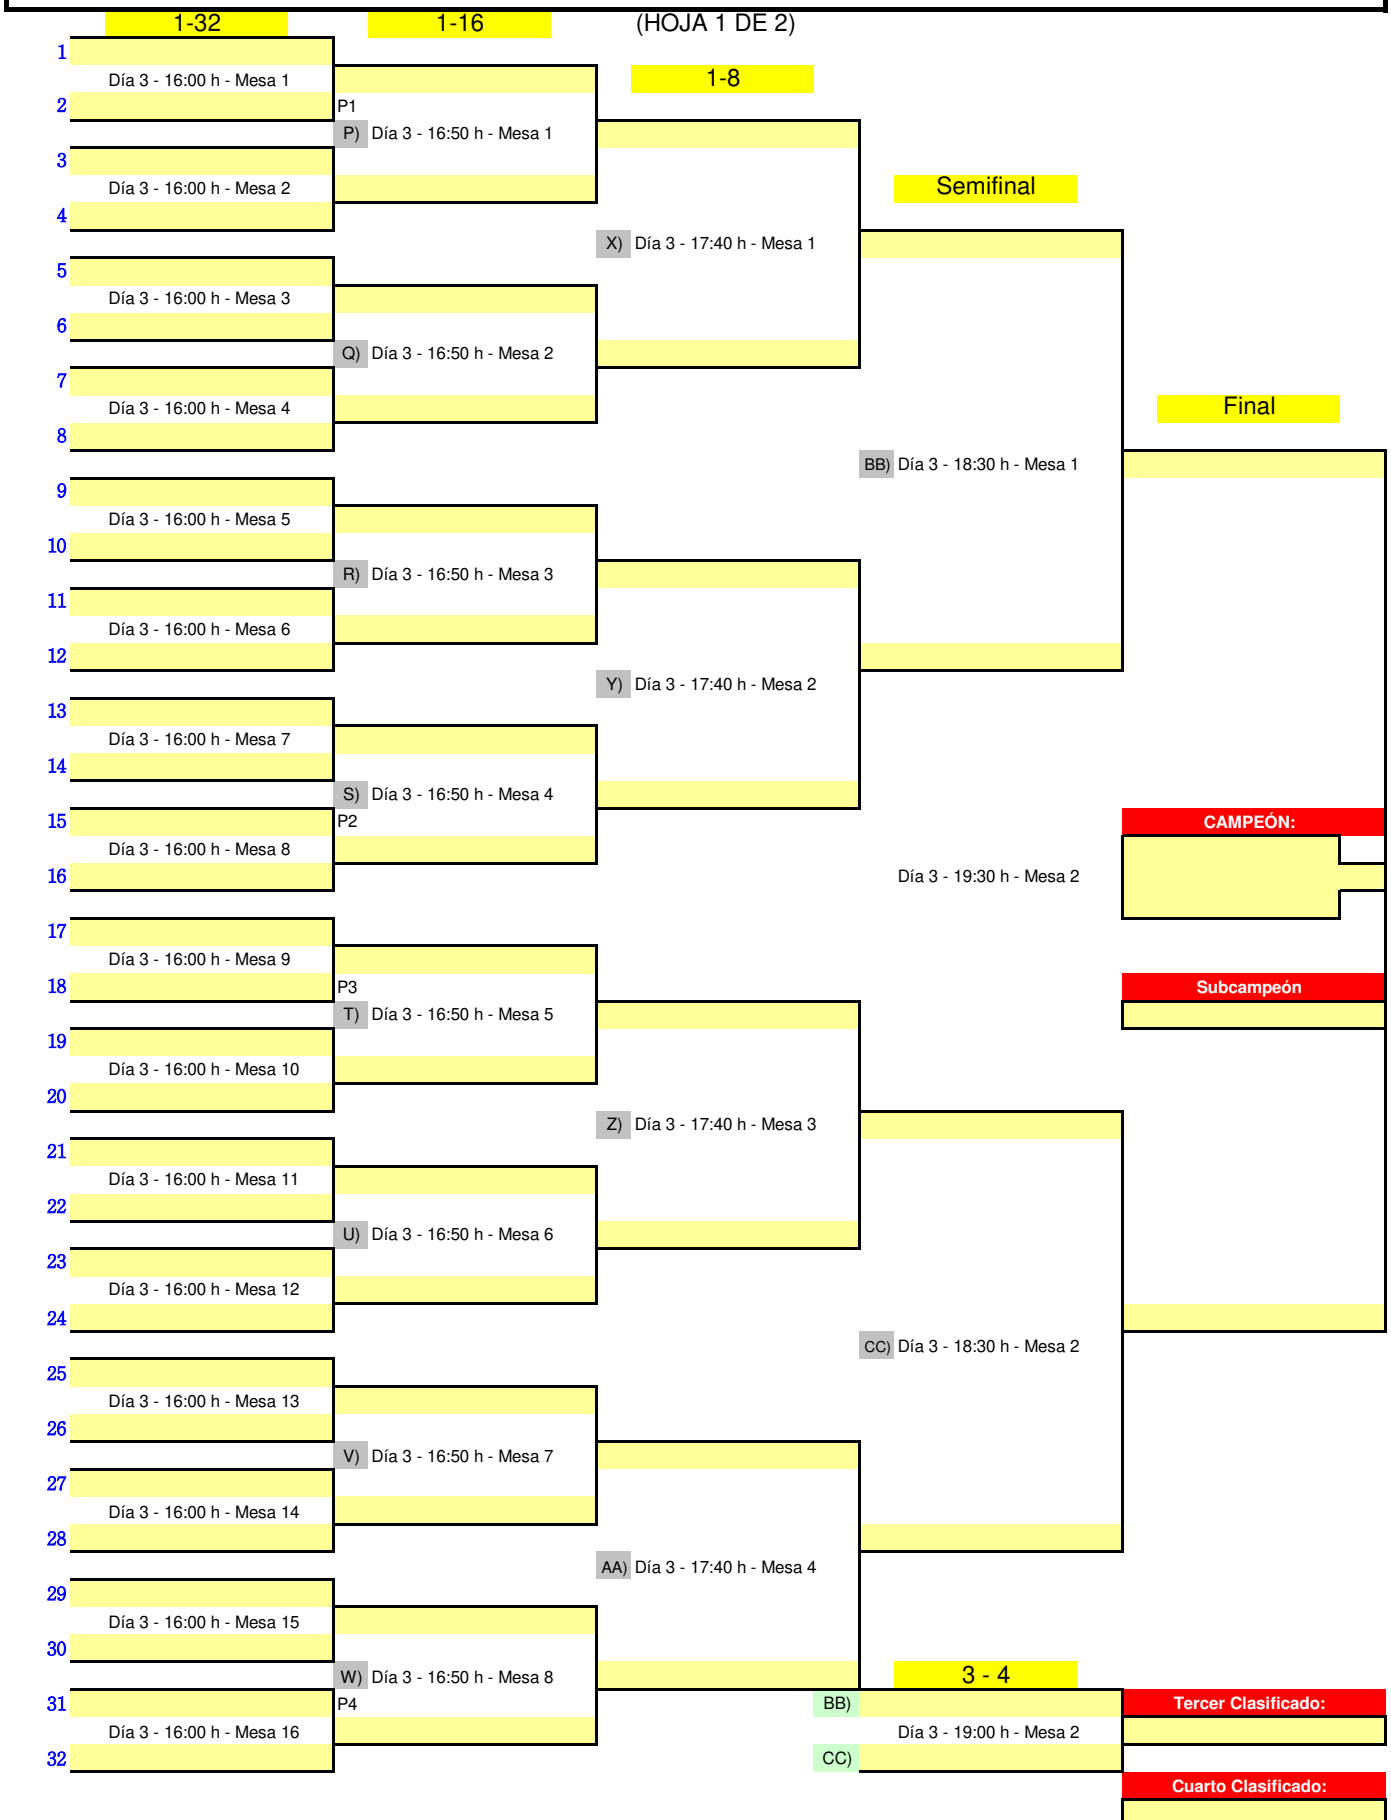 1-32 1-16 (HOJA 1 DE 2)
1
Día 3 - 16:00 h - Mesa 1 1-8
2 P1
P) Día 3 - 16:50 h - Mesa 1
3
Día 3 - 16:00 h - Mesa 2 Semifinal
4
X) Día 3 - 17:40 h - Mesa 1
5
Día 3 - 16:00 h - Mesa 3
6
Q) Día 3 - 16:50 h - Mesa 2
7
Día 3 - 16:00 h - Mesa 4 Final
8
BB) Día 3 - 18:30 h - Mesa 1
9
Día 3 - 16:00 h - Mesa 5
10
R) Día 3 - 16:50 h - Mesa 3
11
Día 3 - 16:00 h - Mesa 6
12
Y) Día 3 - 17:40 h - Mesa 2
13
Día 3 - 16:00 h - Mesa 7
14
S) Día 3 - 16:50 h - Mesa 4
15 P2 CAMPEÓN:
Día 3 - 16:00 h - Mesa 8
16 Día 3 - 19:30 h - Mesa 2
17
Día 3 - 16:00 h - Mesa 9
18 P3 Subcampeón
T) Día 3 - 16:50 h - Mesa 5
19
Día 3 - 16:00 h - Mesa 10
20
Z) Día 3 - 17:40 h - Mesa 3
21
Día 3 - 16:00 h - Mesa 11
22
U) Día 3 - 16:50 h - Mesa 6
23
Día 3 - 16:00 h - Mesa 12
24
CC) Día 3 - 18:30 h - Mesa 2
25
Día 3 - 16:00 h - Mesa 13
26
V) Día 3 - 16:50 h - Mesa 7
27
Día 3 - 16:00 h - Mesa 14
28
AA) Día 3 - 17:40 h - Mesa 4
29
Día 3 - 16:00 h - Mesa 15
30
W) Día 3 - 16:50 h - Mesa 8 3 - 4
31 P4 BB) Tercer Clasificado:
Día 3 - 16:00 h - Mesa 16 Día 3 - 19:00 h - Mesa 2
32 CC)
Cuarto Clasificado: